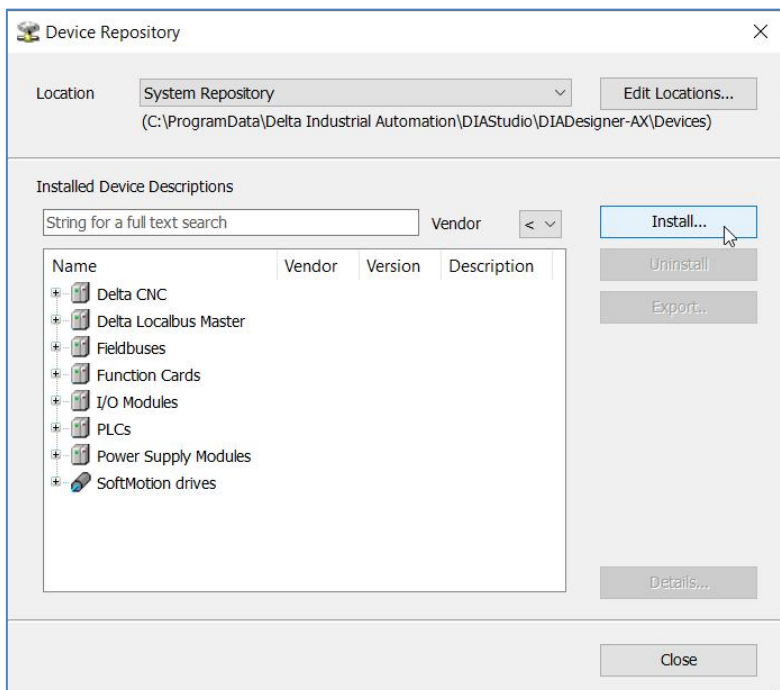 Device Repository
Location System Repository Edit Locations...
(C:\ProgramData\Delta Industrial Automation\DIAStudio\DIADesigner-AX\Devices)
Installed Device Descriptions
String for a full text search Vendor < Install...
Name Vendor Version Description Uninstall
Delta CNC
Delta Localbus Master Export..
Fieldbuses
Function Cards
I/O Modules
PLCs
Power Supply Modules
SoftMotion drives
Details...
Close